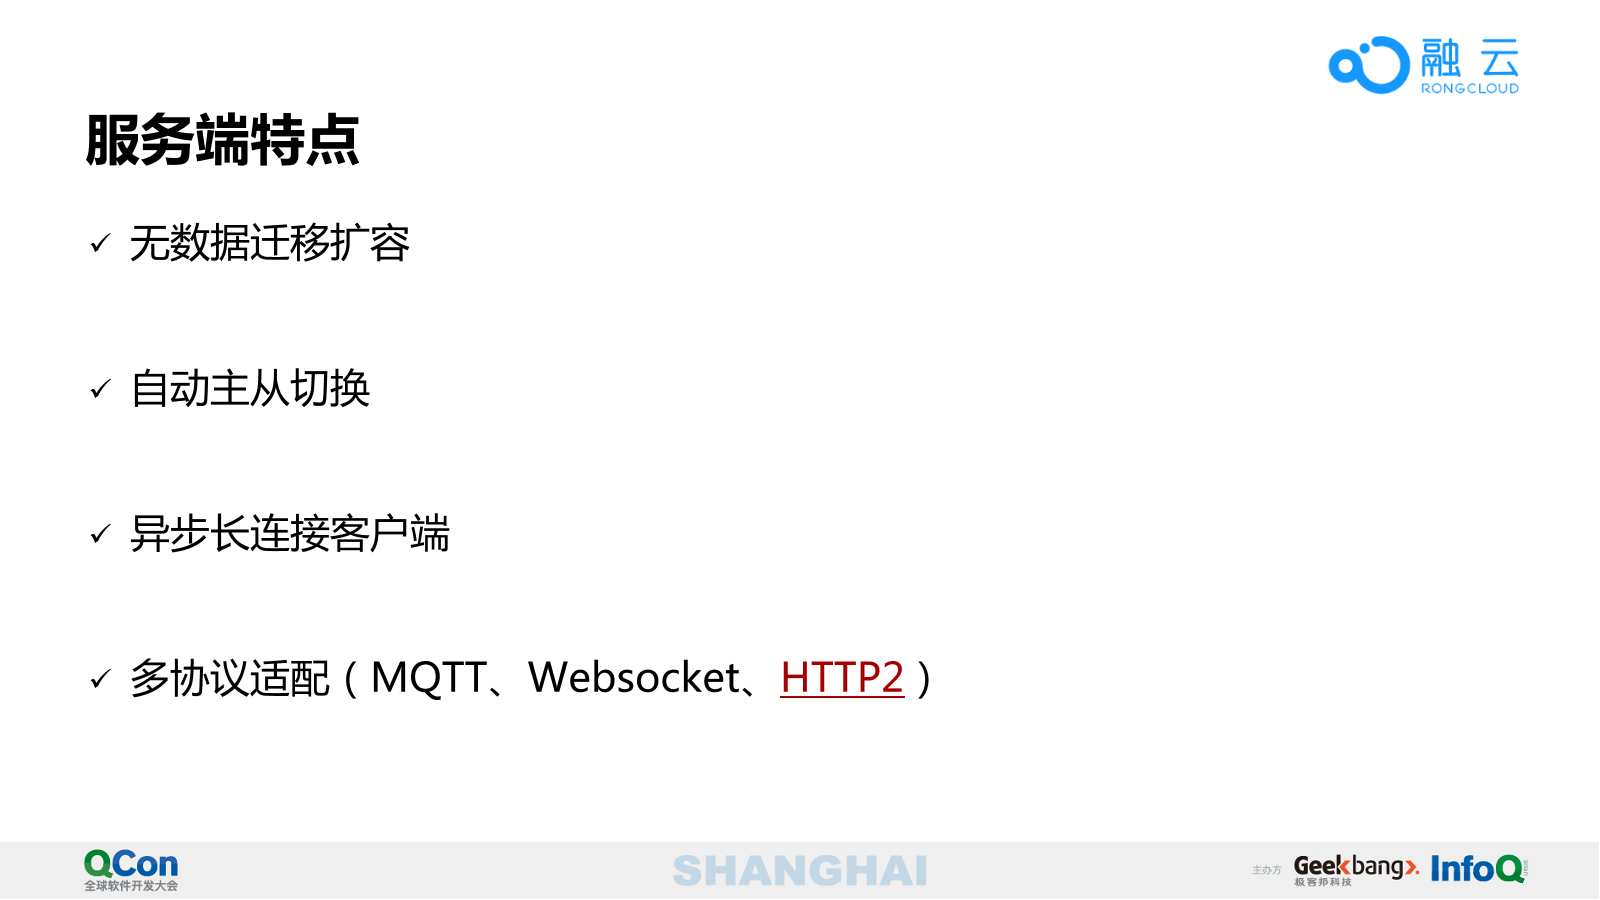 融 云
RONGCLOUD
服务端特点
✓ 无数据迁移扩容
✓ 自动主从切换
✓ 异步长连接客户端
✓ 多协议适配（MQTT、Websocket、HTTP2）
QCon
全球软件开发大会
SHANGHAI
主办方
Geekbang>.
极客邦科技
InfoQ